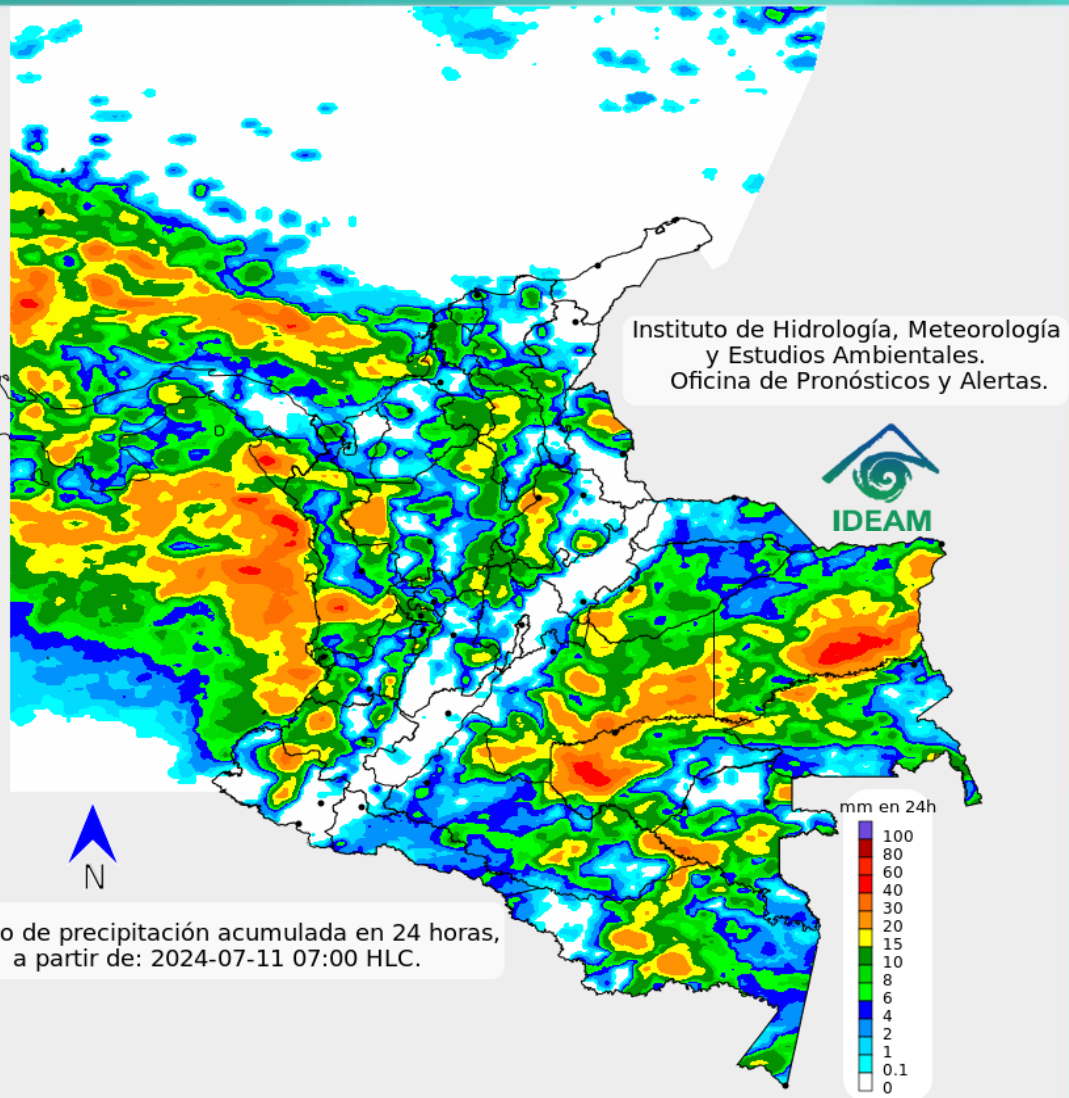 Instituto de Hidrología, Meteorología
y Estudios Ambientales.
Oficina de Pronósticos y Alertas.
IDEAM
mm en 24h
100
80
60
40
30
20
15
10
8
6
4
2
1
0.1
0
N
o de precipitación acumulada en 24 horas,
a partir de: 2024-07-11 07:00 HLC.